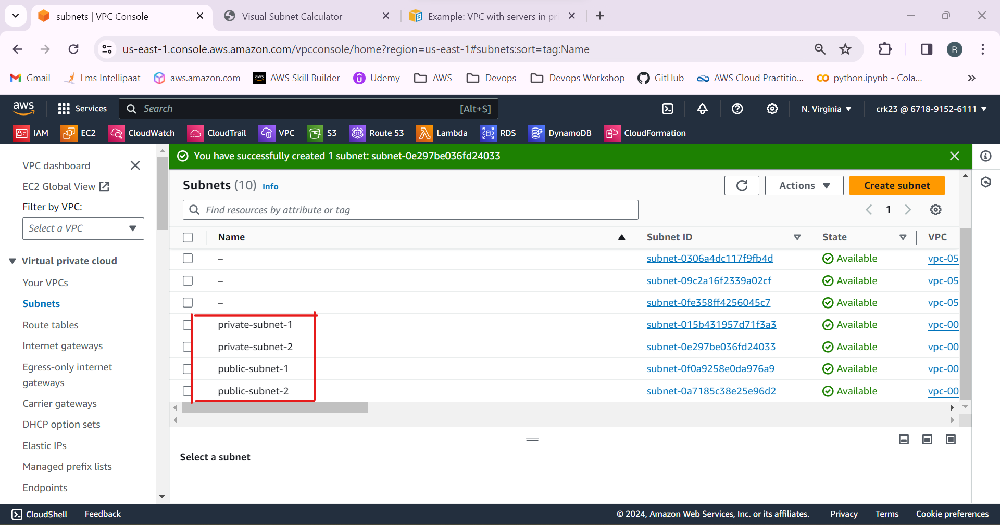 subnets | VPC Console
Visual Subnet Calculator
Example: VPC with servers in pri
us-east-1.console.aws.amazon.com/vpcconsole/home?region=us-east-1#subnets:sort=tag:Name
R
Gmail
Lms Intellipaat
aws.amazon.com
aws
AWS Skill Builder
Udemy
AWS
Devops
Devops Workshop
GitHub
AWS Cloud Practitio...
python.ipynb - Cola...
aws
Services
Search
[Alt+S]
N. Virginia
crk23 @ 6718-9152-6111
IAM
EC2
CloudWatch
CloudTrail
VPC
S3
Route 53
Lambda
RDS
DynamoDB
CloudFormation
VPC dashboard
EC2 Global View
Filter by VPC:
Select a VPC
Virtual private cloud
Your VPCs
Subnets
Route tables
Internet gateways
Egress-only internet
gateways
Carrier gateways
DHCP option sets
Elastic IPs
Managed prefix lists
Endpoints
You have successfully created 1 subnet: subnet-0e297be036fd24033
Subnets (10) Info
Actions
Create subnet
Find resources by attribute or tag
1
Name Subnet ID State VPC
– subnet-0306a4dc117f9fb4d Available vpc-05
– subnet-09c2a16f2339a02cf Available vpc-05
– subnet-0fe358ff4256045c7 Available vpc-05
private-subnet-1 subnet-015b431957d71f3a3 Available vpc-00
private-subnet-2 subnet-0e297be036fd24033 Available vpc-00
public-subnet-1 subnet-0f0a9258e0da976a9 Available vpc-00
public-subnet-2 subnet-0a7185c38e25e96d2 Available vpc-00
Select a subnet
CloudShell
Feedback
© 2024, Amazon Web Services, Inc. or its affiliates.
Privacy
Terms
Cookie preferences